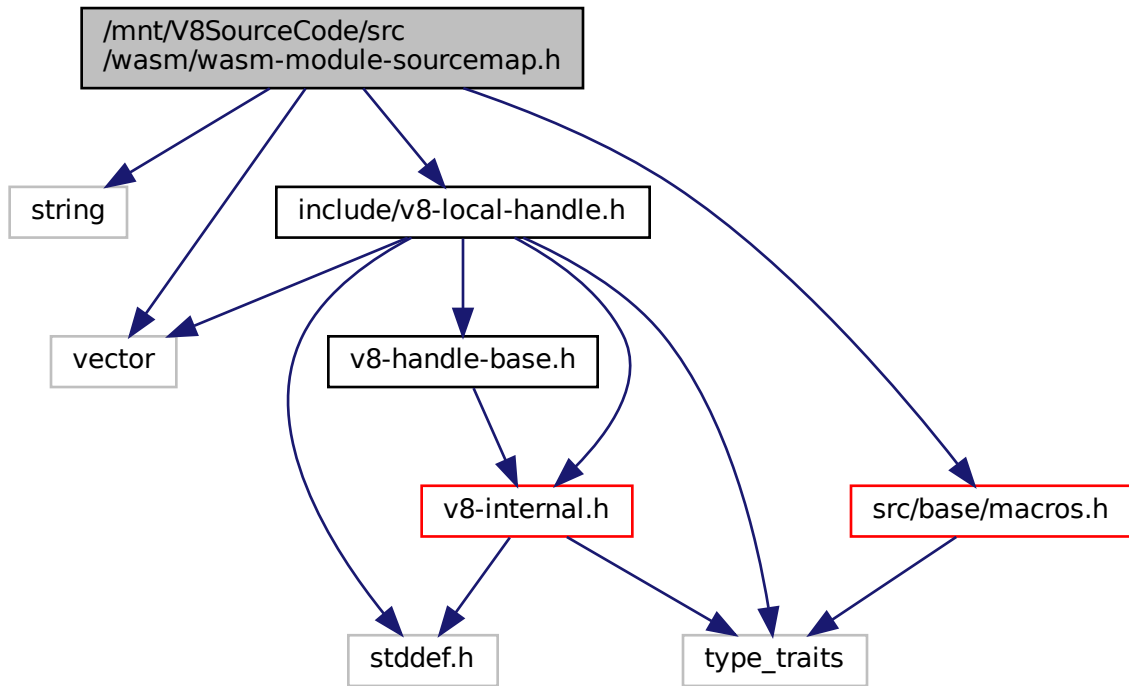 /mnt/V8SourceCode/src
/wasm/wasm-module-sourcemap.h
string
include/v8-local-handle.h
vector
v8-handle-base.h
v8-internal.h
src/base/macros.h
stddef.h
type_traits